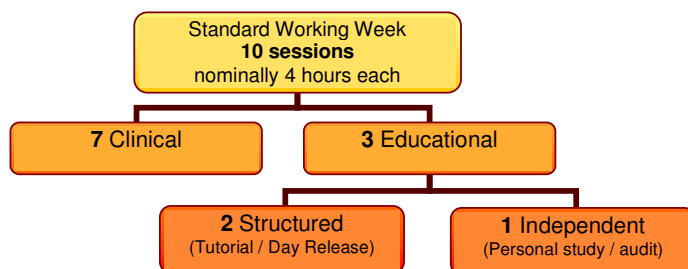 Standard Working Week
10 sessions
nominally 4 hours each
7 Clinical
3 Educational
2 Structured
(Tutorial / Day Release)
1 Independent
(Personal study / audit)